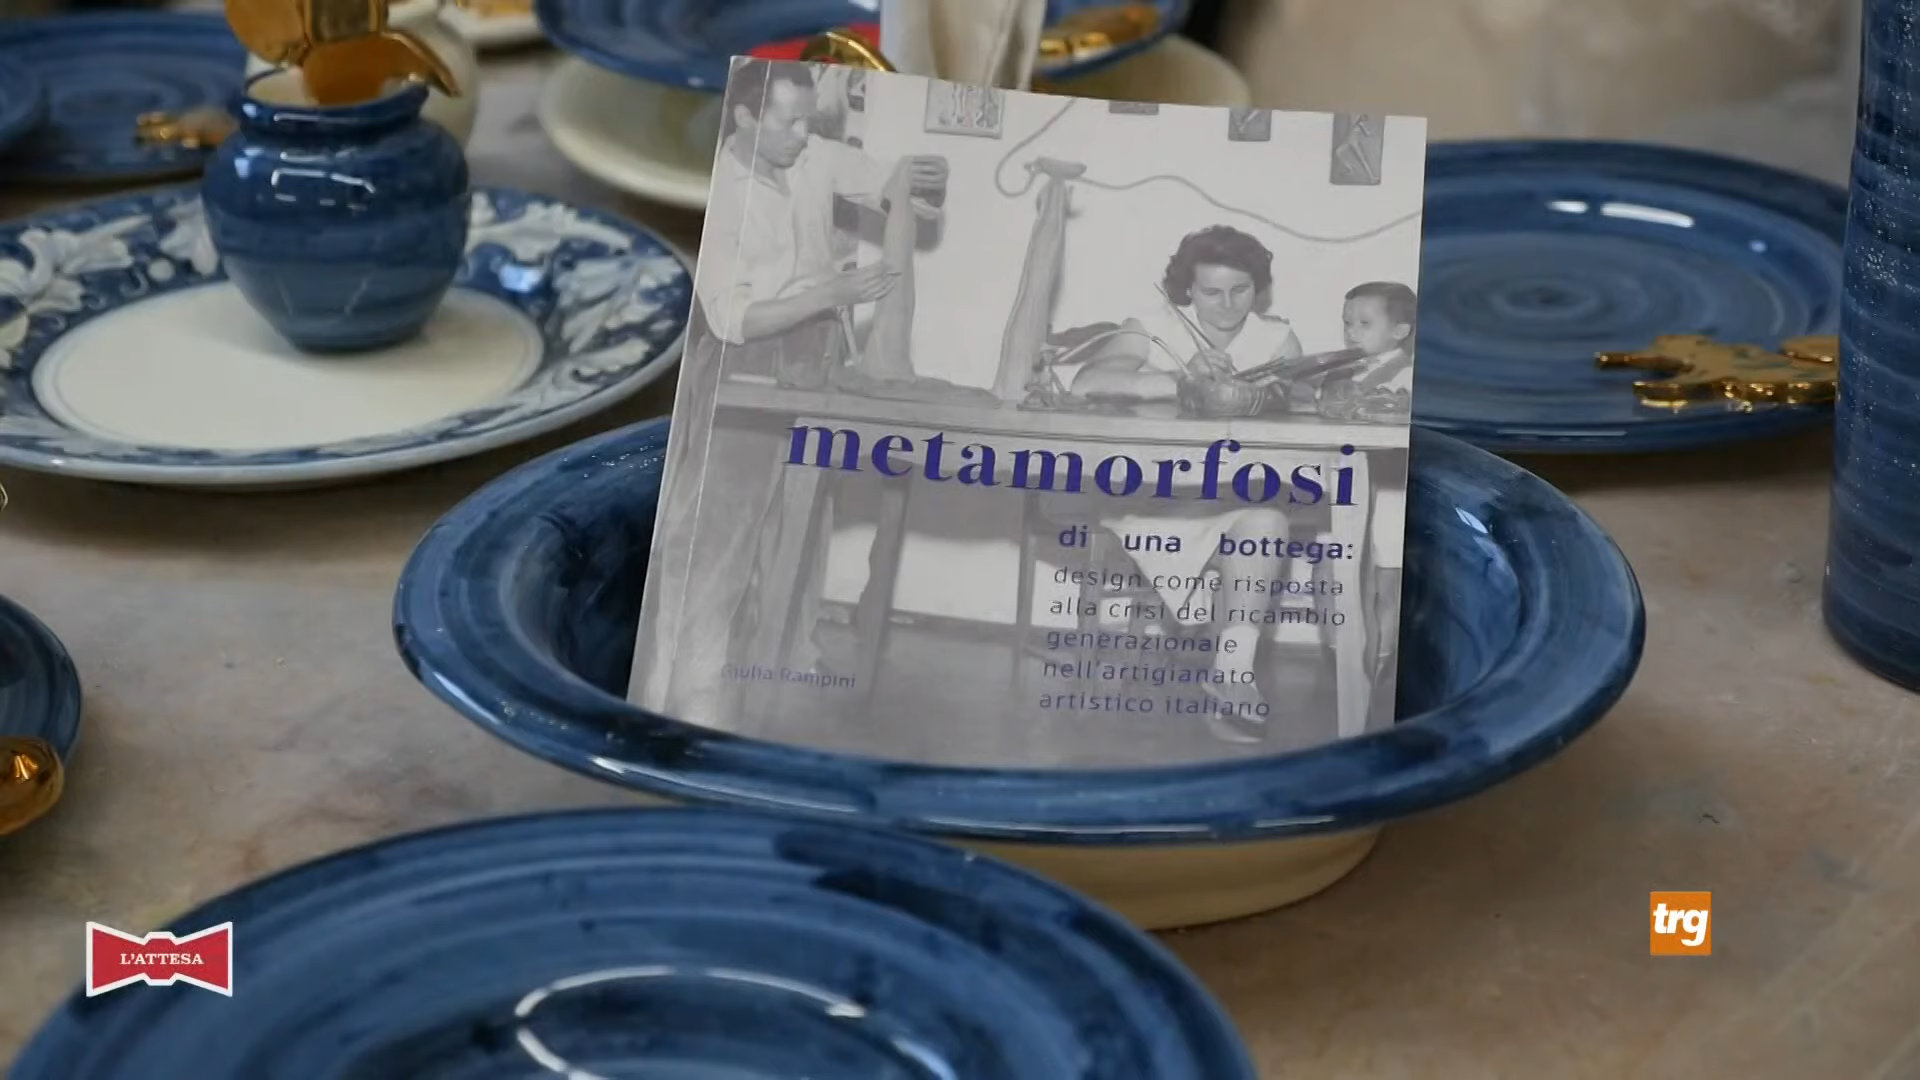 metamorfosi
di una bottega:
design come risposta
alla crisi del ricambio
generazionale
nell'artigianato
artistico italiano
Giulia Rampini
L'ATTESA
trg